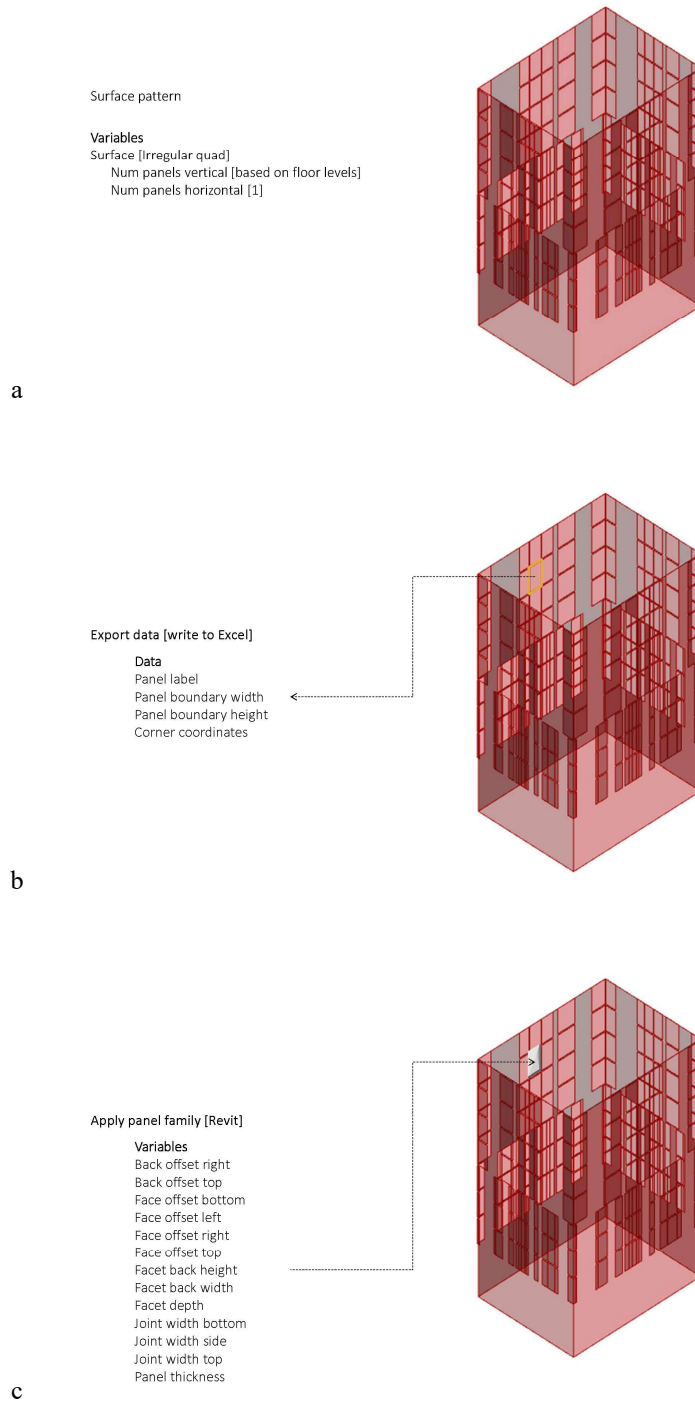 Surface pattern
Variables
Surface [Irregular quad]
Num panels vertical [based on floor levels]
Num panels horizontal [1]
a
Export data [write to Excel]
Data
Panel label
Panel boundary width
Panel boundary height
Corner coordinates
b
Apply panel family [Revit]
Variables
Back offset right
Back offset top
Face offset bottom
Face offset left
Face offset right
Face offset top
Facet back height
Facet back width
Facet depth
Joint width bottom
Joint width side
Joint width top
Panel thickness
c